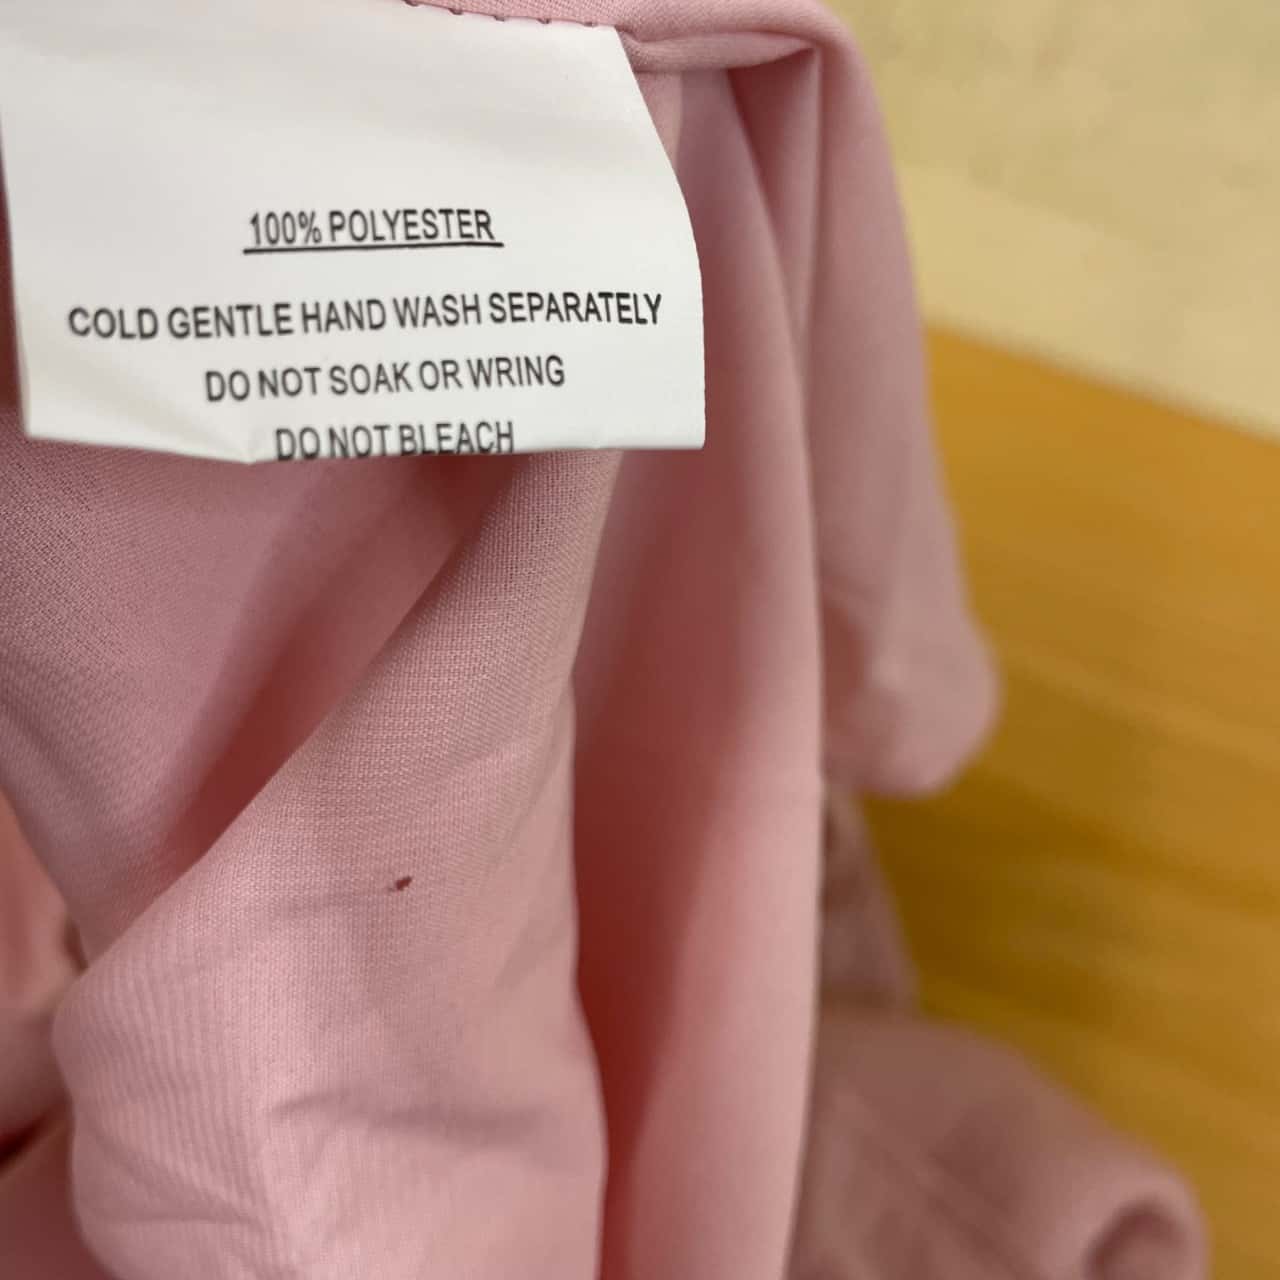 100% POLYESTER
COLD GENTLE HAND WASH SEPARATELY
DO NOT SOAK OR WRING
DO NOT BLEACH